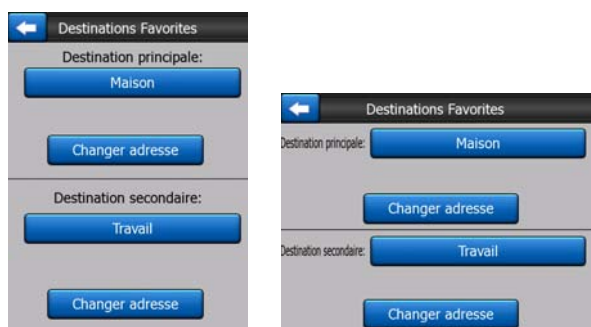 Destinations Favorites
Destination principale:
Maison
Changer adresse
Destination secondaire:
Travail
Changer adresse
Destinations Favorites
Destination principale: Maison
Changer adresse
Destination secondaire: Travail
Changer adresse